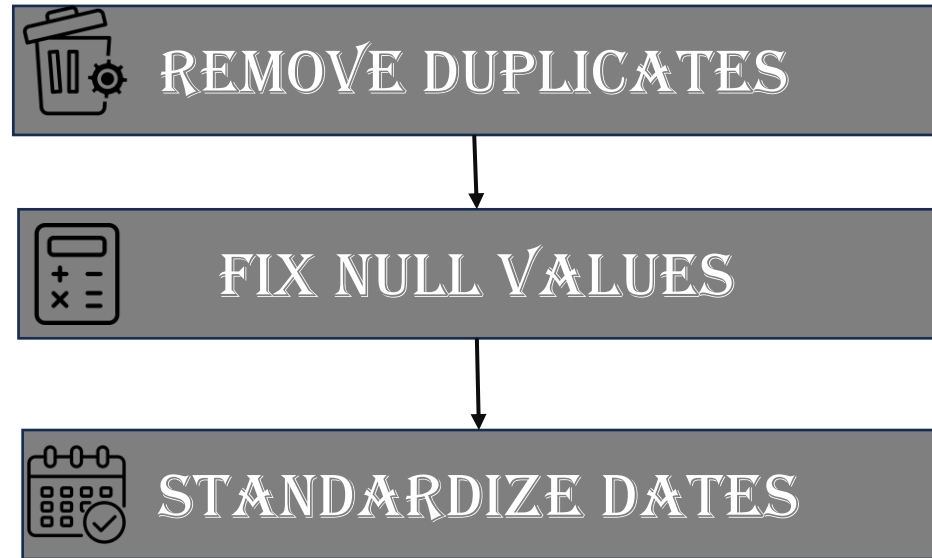 REMOVE DUPLICATES
FIX NULL VALUES
STANDARDIZE DATES